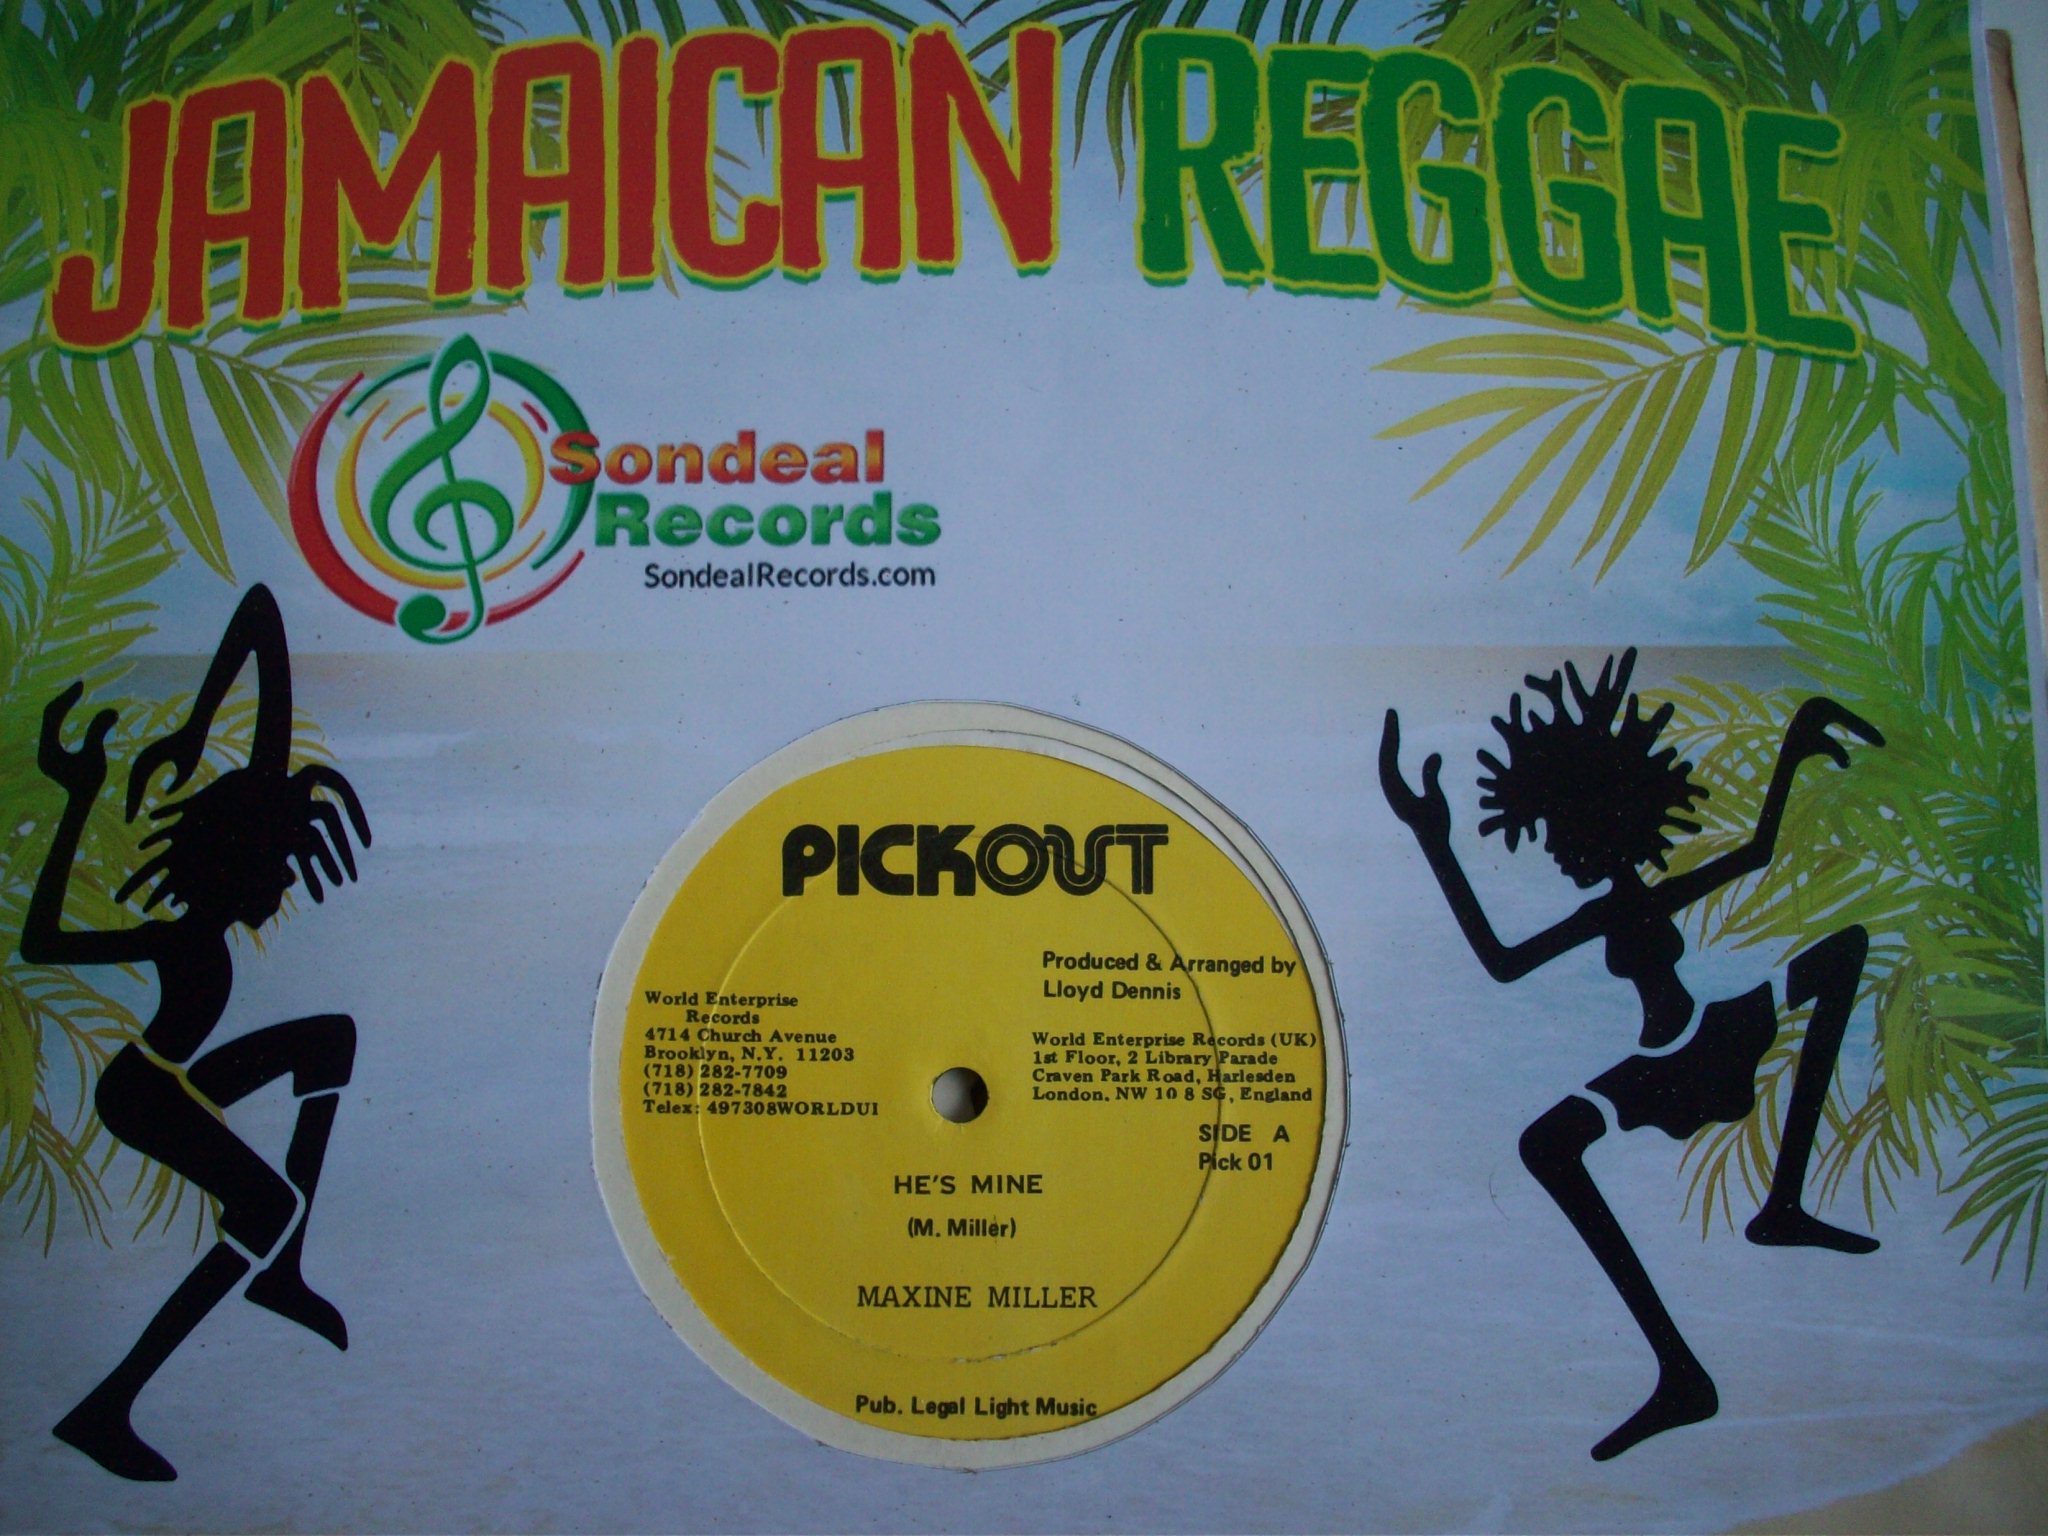 JAMAICAN REGGAE
Sondeal
Records
SondealRecords.com
PICKOUT
Produced & Arranged by
Lloyd Dennis
World Enterprise
Records
4714 Church Avenue
Brooklyn, N.Y. 11203
(718) 282-7709
(718) 282-7842
Telex: 497308WORLDUI
World Enterprise Records (UK)
1st Floor, 2 Library Parade
Craven Park Road, Harlesden
London, NW 10 8 SG, England
SIDE A
Pick 01
HE'S MINE
(M. Miller)
MAXINE MILLER
Pub. Legal Light Music